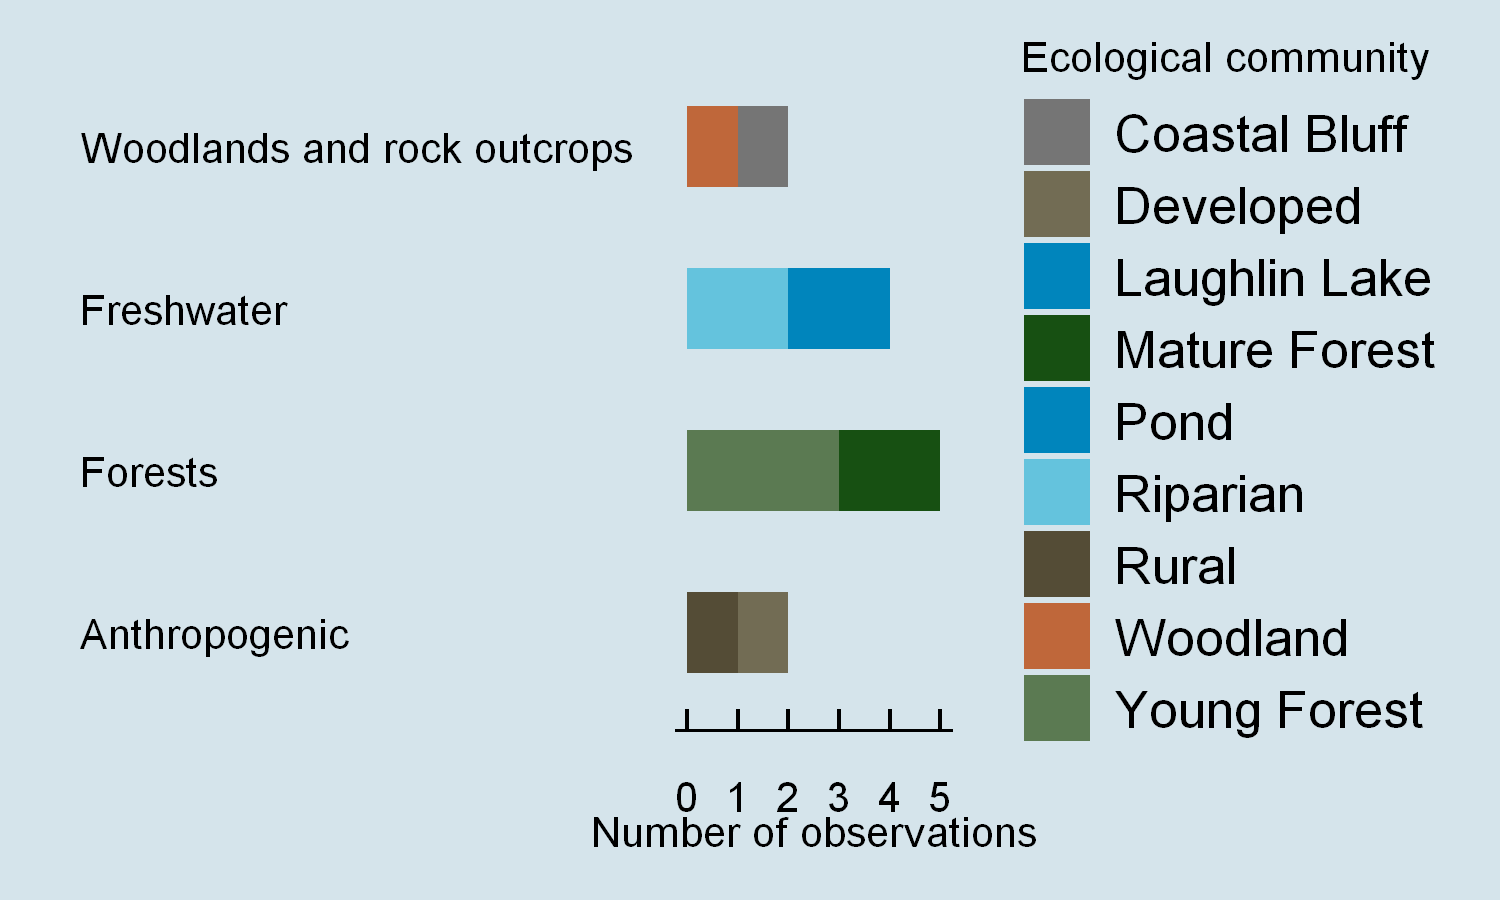 Ecological community
Woodlands and rock outcrops
Freshwater
Forests
Anthropogenic
Coastal Bluff
Developed
Laughlin Lake
Mature Forest
Pond
Riparian
Rural
Woodland
Young Forest
0 1 2 3 4 5
Number of observations